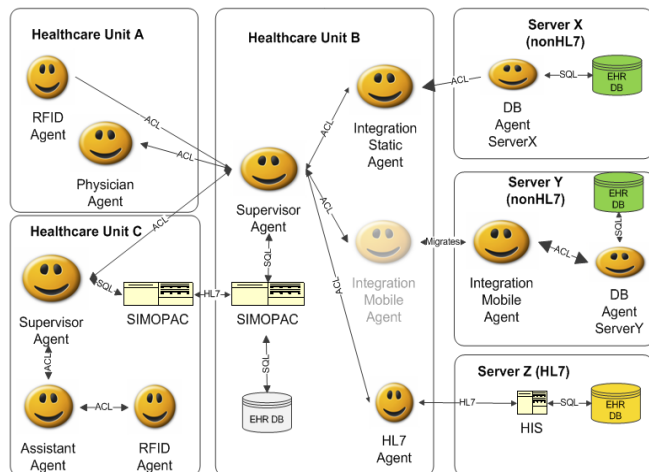 Healthcare Unit A
RFID
Agent
ACL
ACL
Physician
Agent
Healthcare Unit B
Supervisor
Agent
ACL
Integration
Static
Agent
ACL
Integration
Mobile
Agent
ACL
SQL
SIMOPAC
SQL
EHR DB
HL7
Agent
Healthcare Unit C
ACL
Supervisor
Agent
SQL
SIMOPAC
HL7
ACL
Assistant
Agent
ACL
RFID
Agent
Server X
(nonHL7)
ACL
DB
Agent
ServerX
SQL
EHR
DB
Server Y
(nonHL7)
EHR
DB
SQL
Migrates
Integration
Mobile
Agent
ACL
DB
Agent
ServerY
Server Z (HL7)
HL7
HIS
SQL
EHR
DB